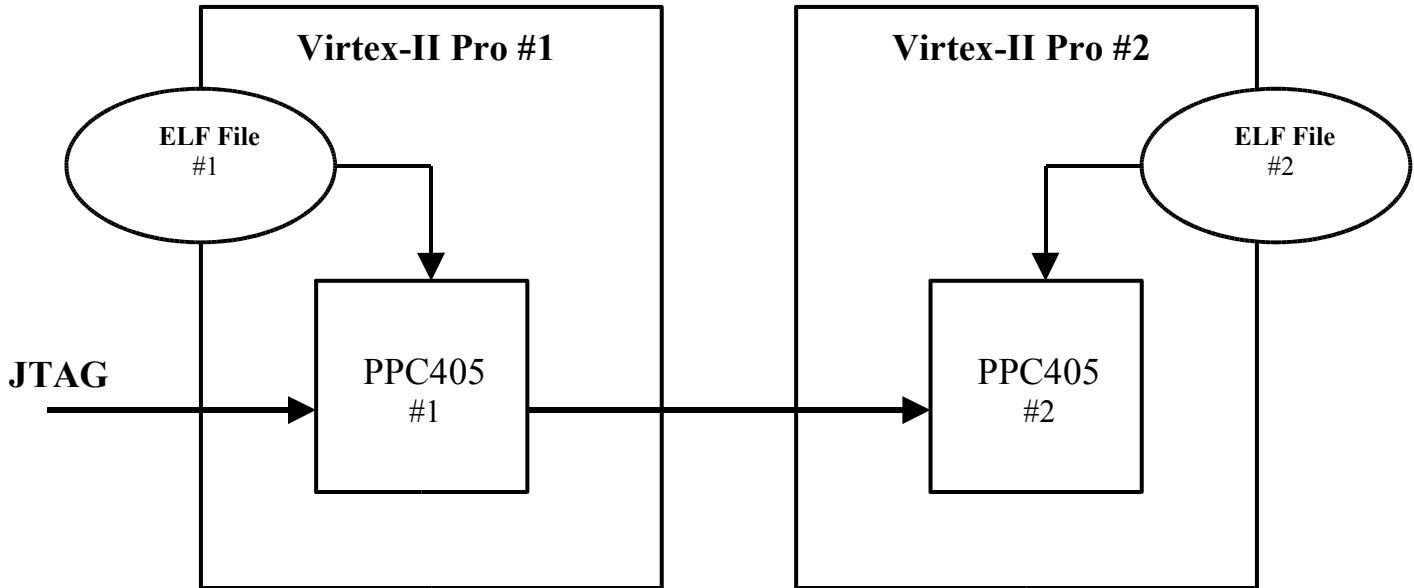 Virtex-II Pro #1
Virtex-II Pro #2
ELF File
#1
ELF File
#2
JTAG
PPC405
#1
PPC405
#2